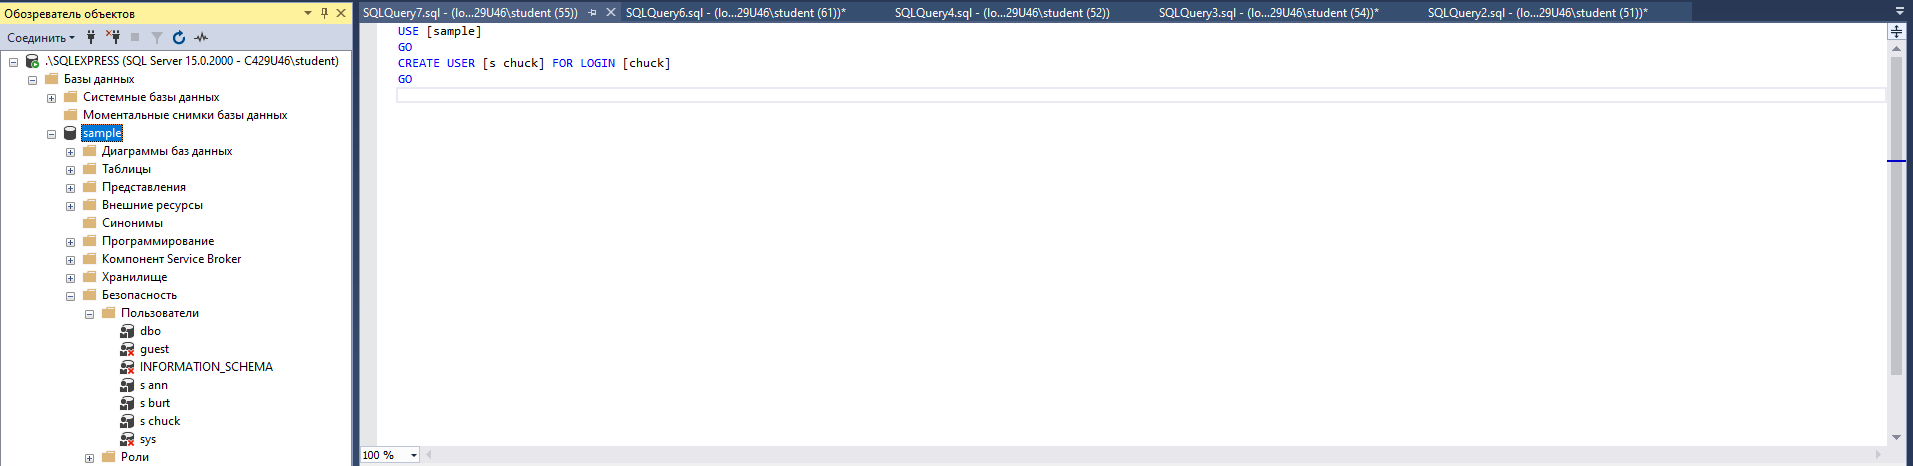 Обозреватель объектов
Соединить
.\SQLEXPRESS (SQL Server 15.0.2000 - C429U46\student)
Базы данных
Системные базы данных
Моментальные снимки базы данных
sample
Диаграммы баз данных
Таблицы
Представления
Внешние ресурсы
Синонимы
Программирование
Компонент Service Broker
Хранилище
Безопасность
Пользователи
dbo
guest
INFORMATION_SCHEMA
s ann
s burt
s chuck
sys
Роли
SQLQuery7.sql - (lo...29U46\student (55))
SQLQuery6.sql - (lo...29U46\student (61))*
SQLQuery4.sql - (lo...29U46\student (52))
SQLQuery3.sql - (lo...29U46\student (54))*
SQLQuery2.sql - (lo...29U46\student (51))*
USE [sample]
GO
CREATE USER [s chuck] FOR LOGIN [chuck]
GO
100 %